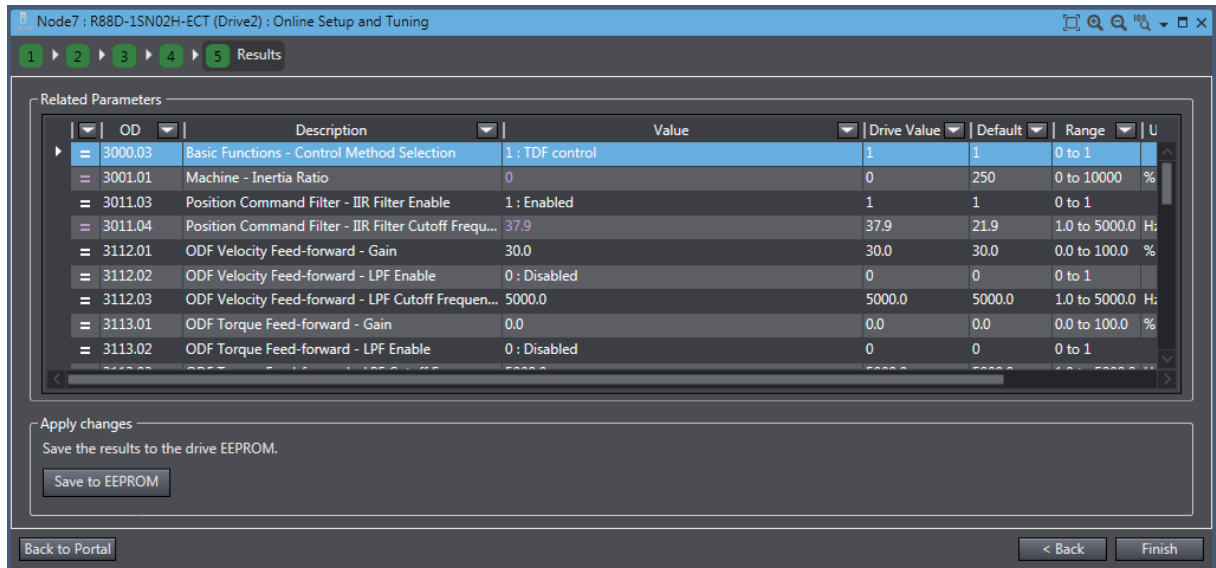 Node7 : R88D-1SN02H-ECT (Drive2) : Online Setup and Tuning
1 2 3 4 5 Results
Related Parameters
OD Description Value Drive Value Default Range U
= 3000.03 Basic Functions - Control Method Selection 1 : TDF control 1 1 0 to 1
= 3001.01 Machine - Inertia Ratio 0 0 250 0 to 10000 %
= 3011.03 Position Command Filter - IIR Filter Enable 1 : Enabled 1 1 0 to 1
= 3011.04 Position Command Filter - IIR Filter Cutoff Frequ... 37.9 37.9 21.9 1.0 to 5000.0 Hz
= 3112.01 ODF Velocity Feed-forward - Gain 30.0 30.0 30.0 0.0 to 100.0 %
= 3112.02 ODF Velocity Feed-forward - LPF Enable 0 : Disabled 0 0 0 to 1
= 3112.03 ODF Velocity Feed-forward - LPF Cutoff Frequen... 5000.0 5000.0 5000.0 1.0 to 5000.0 Hz
= 3113.01 ODF Torque Feed-forward - Gain 0.0 0.0 0.0 0.0 to 100.0 %
= 3113.02 ODF Torque Feed-forward - LPF Enable 0 : Disabled 0 0 0 to 1
Apply changes
Save the results to the drive EEPROM.
Save to EEPROM
Back to Portal < Back Finish